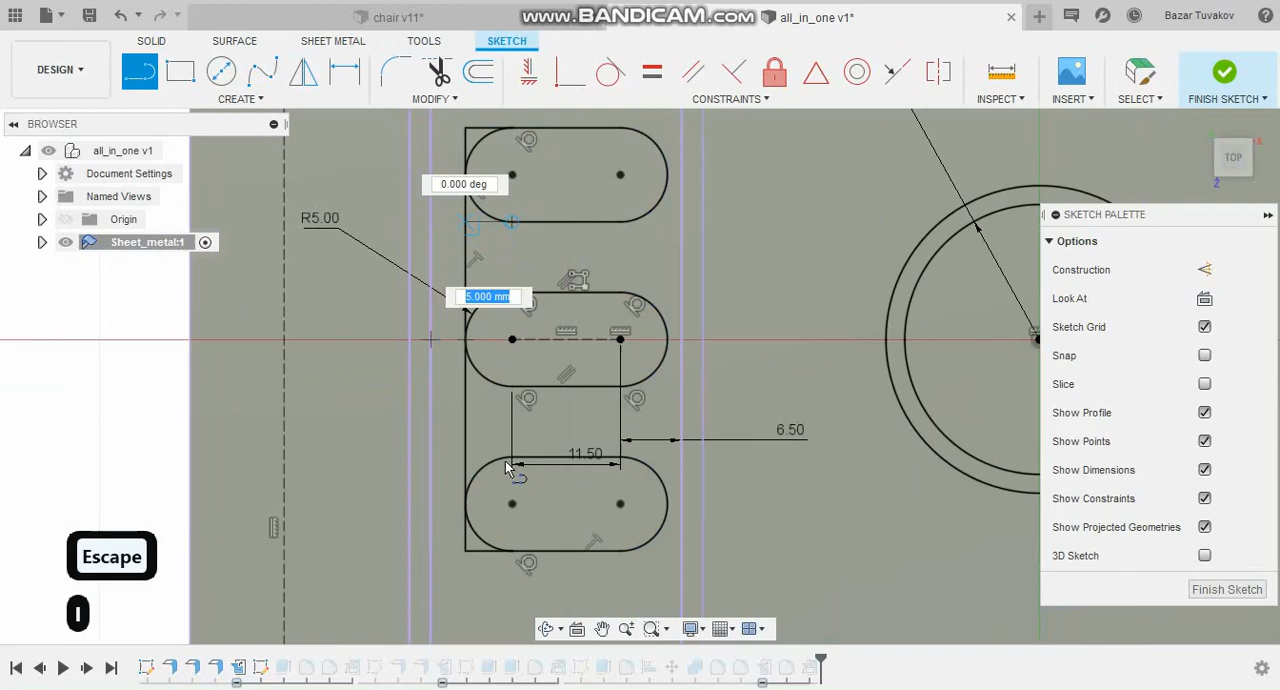 chair v11*
www.BANDICAM.com
all_in_one v1*
Bazar Tuvakov
SOLID
SURFACE
SHEET METAL
TOOLS
SKETCH
DESIGN
CREATE
MODIFY
CONSTRAINTS
INSPECT
INSERT
SELECT
FINISH SKETCH
BROWSER
all_in_one v1
Document Settings
Named Views
Origin
Sheet_metal:1
TOP
X
Z
0.000 deg
R5.00
5.000 mm
6.50
11.50
SKETCH PALETTE
Options
Construction
Look At
Sketch Grid
Snap
Slice
Show Profile
Show Points
Show Dimensions
Show Constraints
Show Projected Geometries
3D Sketch
Finish Sketch
Escape
I